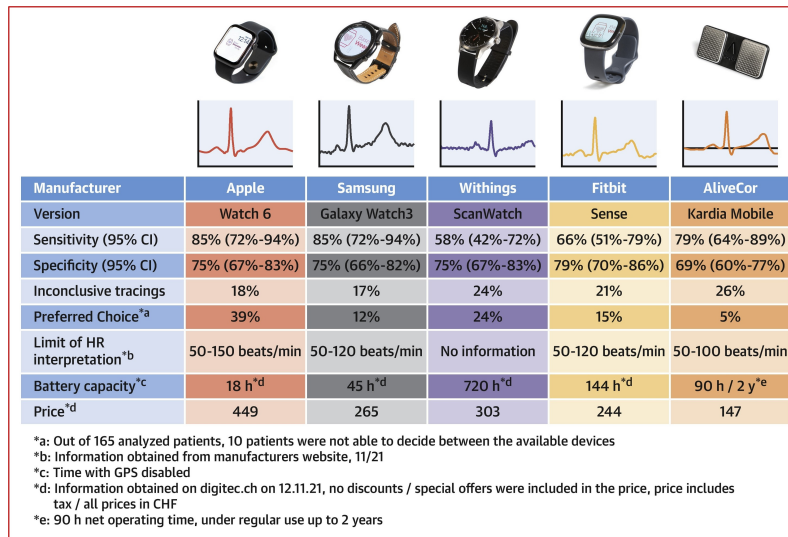 Manufacturer Apple Samsung Withings Fitbit AliveCor
Version Watch 6 Galaxy Watch3 ScanWatch Sense Kardia Mobile
Sensitivity (95% CI) 85% (72%-94%) 85% (72%-94%) 58% (42%-72%) 66% (51%-79%) 79% (64%-89%)
Specificity (95% CI) 75% (67%-83%) 75% (66%-82%) 75% (67%-83%) 79% (70%-86%) 69% (60%-77%)
Inconclusive tracings 18% 17% 24% 21% 26%
Preferred Choice*a 39% 12% 24% 15% 5%
Limit of HR
interpretation*b 50-150 beats/min 50-120 beats/min No information 50-120 beats/min 50-100 beats/min
Battery capacity*c 18 h*d 45 h*d 720 h*d 144 h*d 90 h / 2 y*e
Price*d 449 265 303 244 147
*a: Out of 165 analyzed patients, 10 patients were not able to decide between the available devices
*b: Information obtained from manufacturers website, 11/21
*c: Time with GPS disabled
*d: Information obtained on digitec.ch on 12.11.21, no discounts / special offers were included in the price, price includes
tax / all prices in CHF
*e: 90 h net operating time, under regular use up to 2 years